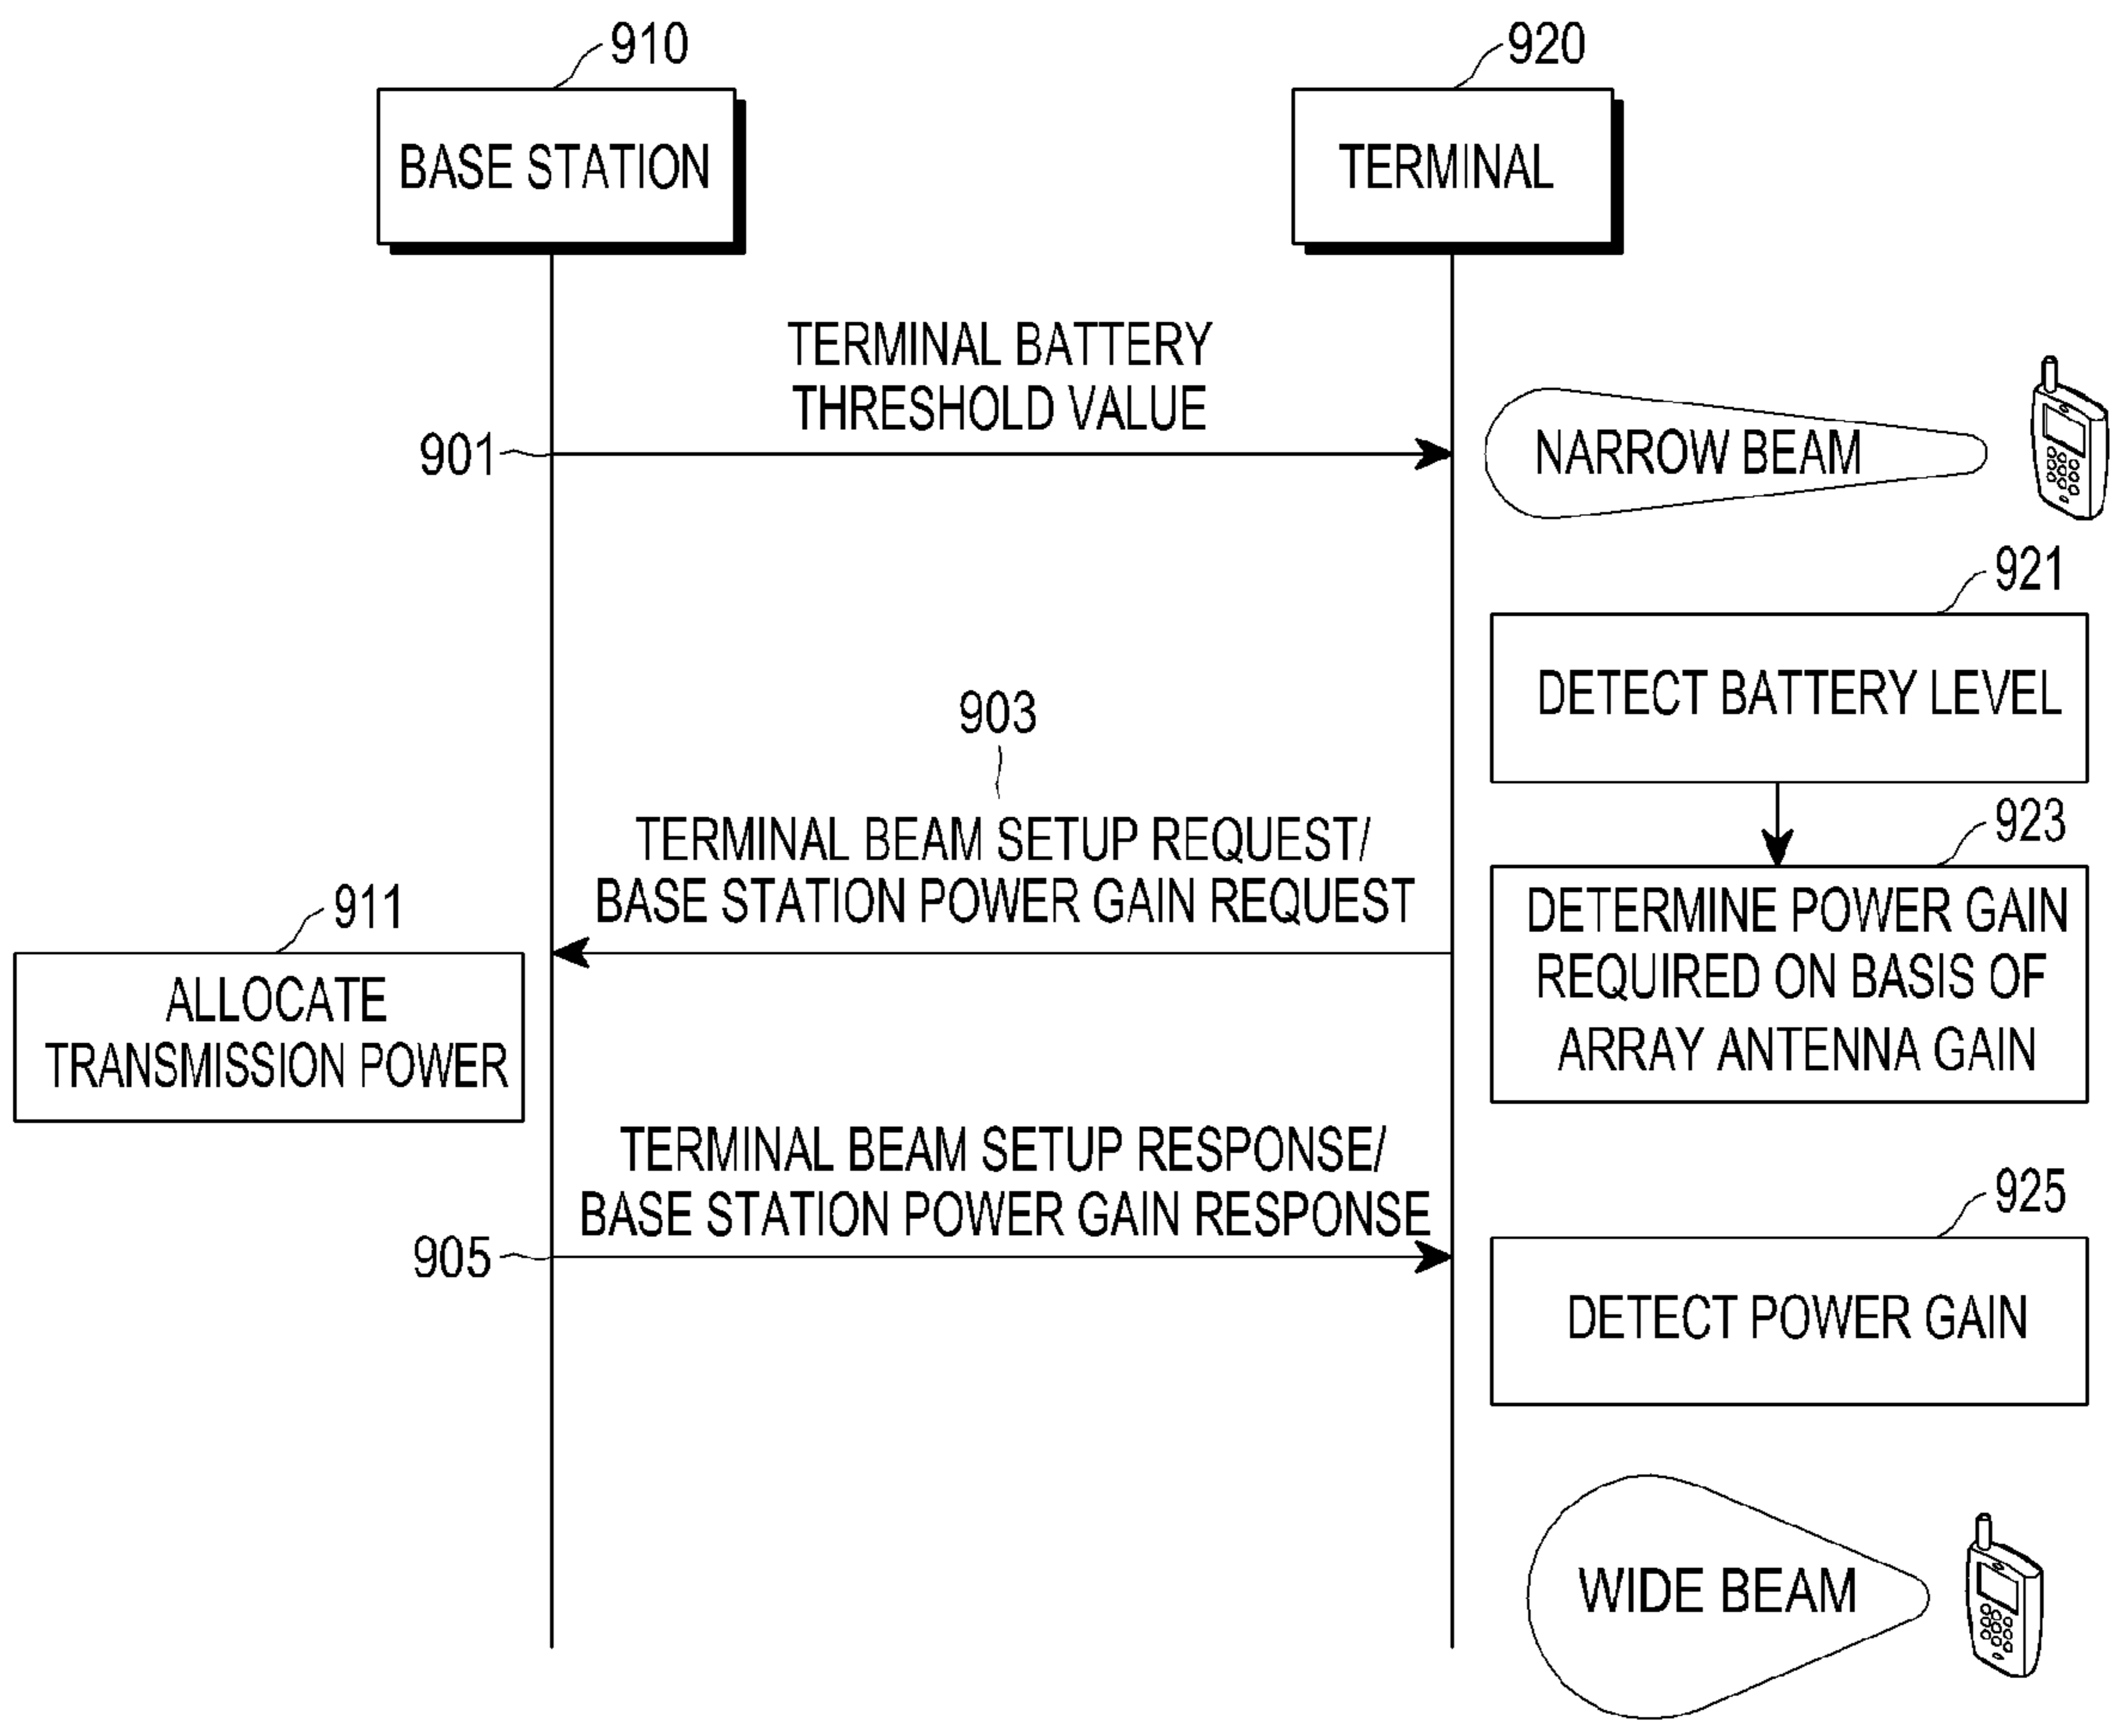 910
920
BASE STATION
TERMINAL
TERMINAL BATTERY
THRESHOLD VALUE
901
NARROW BEAM
921
DETECT BATTERY LEVEL
903
TERMINAL BEAM SETUP REQUEST/
BASE STATION POWER GAIN REQUEST
923
DETERMINE POWER GAIN
REQUIRED ON BASIS OF
ARRAY ANTENNA GAIN
911
ALLOCATE
TRANSMISSION POWER
TERMINAL BEAM SETUP RESPONSE/
BASE STATION POWER GAIN RESPONSE
905
925
DETECT POWER GAIN
WIDE BEAM